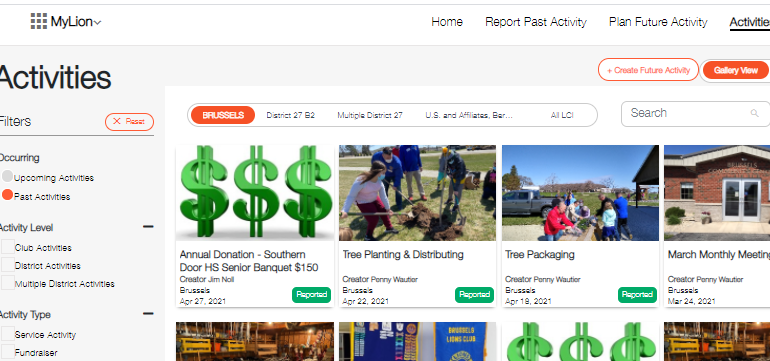 MyLion
Home
Report Past Activity
Plan Future Activity
Activities
+ Create Future Activity
Gallery View
Filters
Reset
BRUSSELS
District 27 B2
Multiple District 27
U.S. and Affiliates, Ber...
All LCI
Search
Occurring
Upcoming Activities
Past Activities
Activity Level
Club Activities
District Activities
Multiple District Activities
Activity Type
Service Activity
Fundraiser
Annual Donation - Southern
Door HS Senior Banquet $150
Creator Jim Noll
Brussels
Apr 27, 2021
Reported
Tree Planting & Distributing
Creator Penny Wautier
Brussels
Apr 22, 2021
Reported
Tree Packaging
Creator Penny Wautier
Brussels
Apr 19, 2021
Reported
March Monthly Meeting
Creator Penny Wautier
Brussels
Mar 24, 2021
BRUSSELS
LIONS CLUB